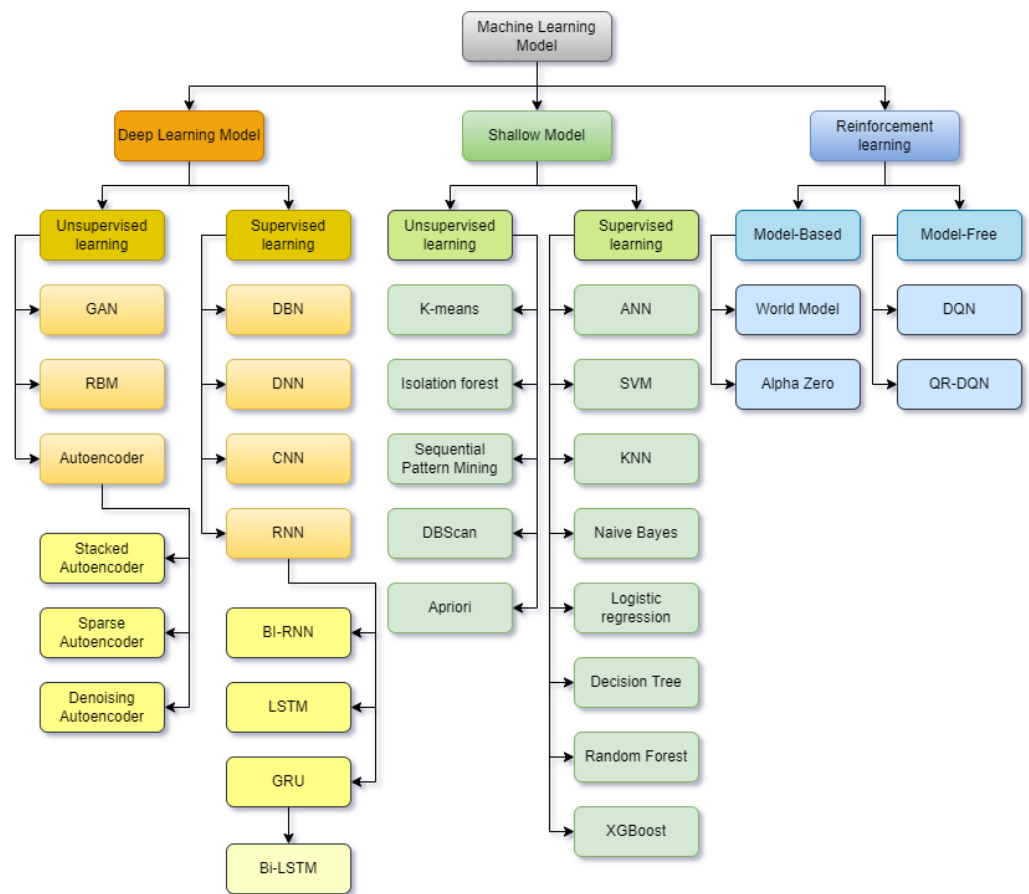 Machine Learning
Model
Deep Learning Model
Shallow Model
Reinforcement
learning
Unsupervised
learning
Supervised
learning
Unsupervised
learning
Supervised
learning
Model-Based
Model-Free
GAN
DBN
K-means
ANN
World Model
DQN
RBM
DNN
Isolation forest
SVM
Alpha Zero
QR-DQN
Autoencoder
CNN
Sequential
Pattern Mining
KNN
RNN
DBScan
Naive Bayes
Stacked
Autoencoder
Apriori
Logistic
regression
Sparse
Autoencoder
BI-RNN
Decision Tree
Denoising
Autoencoder
LSTM
Random Forest
GRU
XGBoost
Bi-LSTM